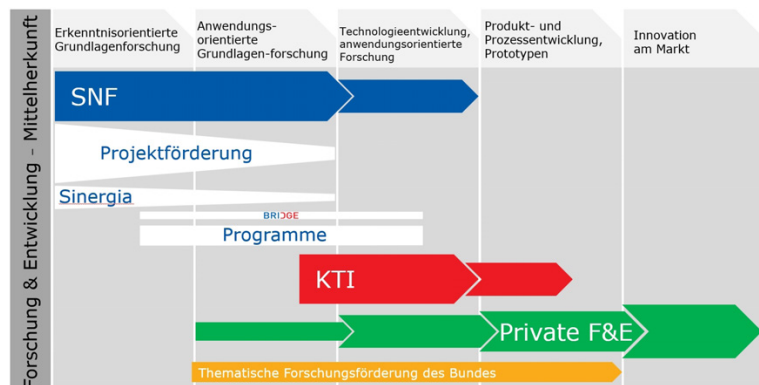 Forschung & Entwicklung - Mittelherkunft
Erkenntnisorientierte
Grundlagenforschung
Anwendungs-
orientierte
Grundlagen-forschung
Technologieentwicklung,
anwendungsorientierte
Forschung
Produkt- und
Prozessentwicklung,
Prototypen
Innovation
am Markt
SNF
Projektförderung
Sinergia
BRIDGE
Programme
KTI
Private F&E
Thematische Forschungsförderung des Bundes